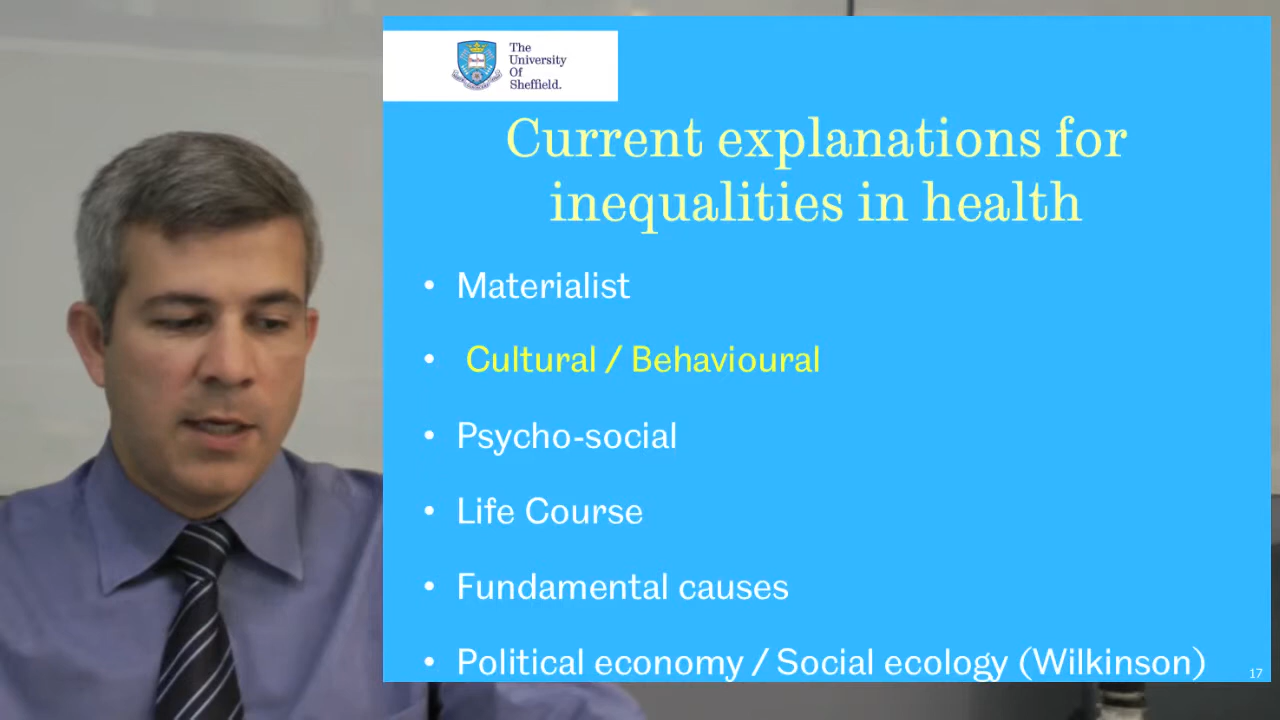 The
University
Of
Sheffield.
Current explanations for
inequalities in health
• Materialist
• Cultural / Behavioural
• Psycho-social
• Life Course
• Fundamental causes
• Political economy / Social ecology (Wilkinson)
17